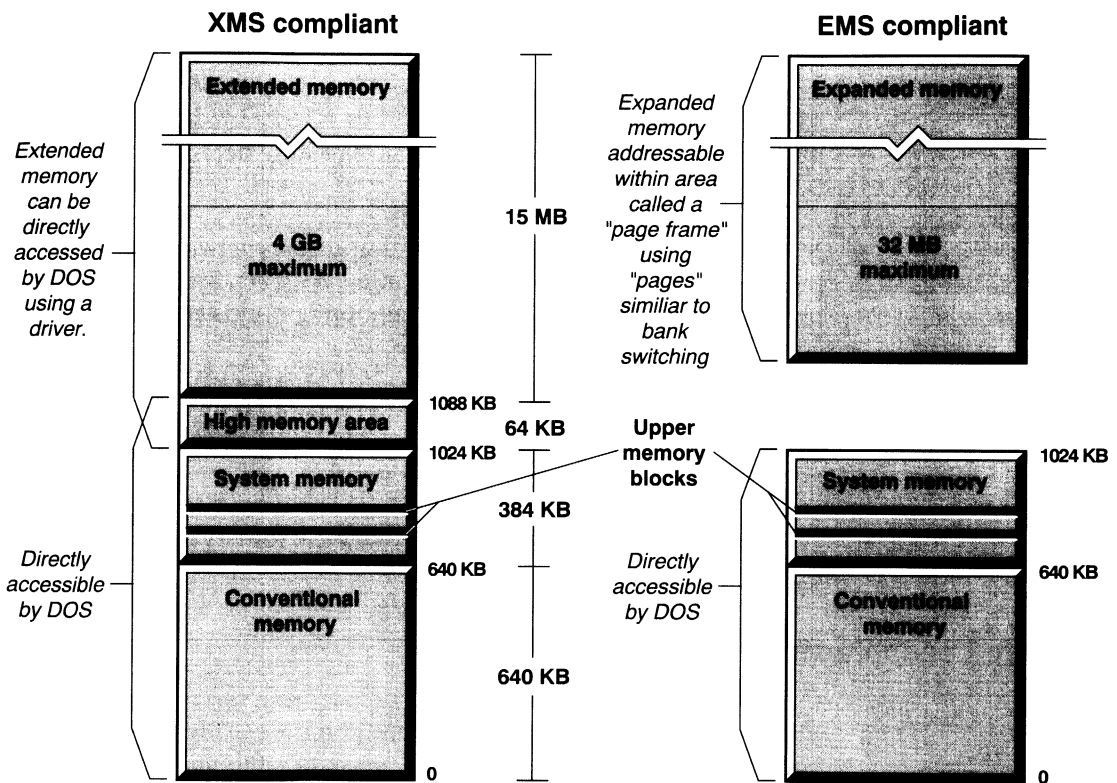 XMS compliant
EMS compliant
Extended memory
4 GB
maximum
Extended
memory
can be
directly
accessed
by DOS
using a
driver.
15 MB
Expanded
memory
addressable
within area
called a
"page frame"
using
"pages"
similiar to
bank
switching
Expanded memory
32 MB
maximum
1088 KB
High memory area
64 KB
1024 KB
System memory
384 KB
640 KB
Directly
accessible
by DOS
Conventional
memory
640 KB
0
Upper
memory
blocks
1024 KB
System memory
640 KB
Directly
accessible
by DOS
Conventional
memory
0